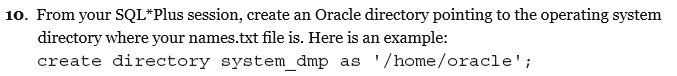 10. From your SQL*Plus session, create an Oracle directory pointing to the operating system
directory where your names.txt file is. Here is an example:
create directory system_dmp as '/home/oracle';